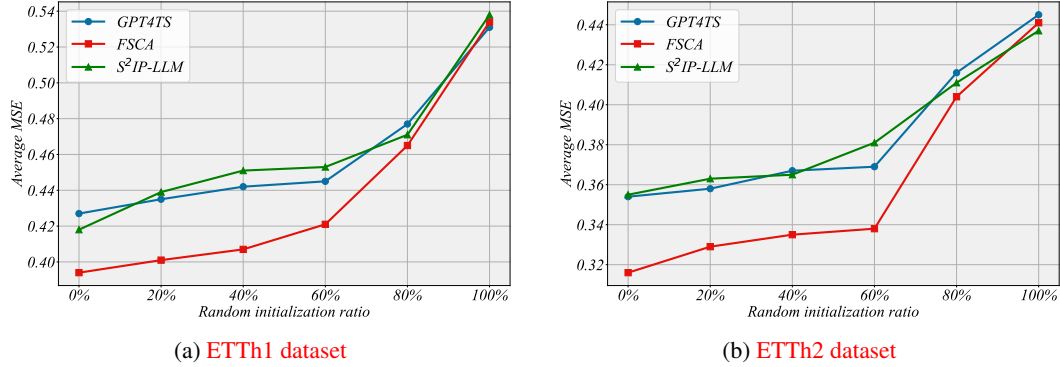 0.54
0.52
0.50
0.48
0.46
0.44
0.42
0.40
Average MSE
GPT4TS
FSCA
S²IP-LLM
0% 20% 40% 60% 80% 100%
Random initialization ratio
(a) ETTh1 dataset
0.44
0.42
0.40
0.38
0.36
0.34
0.32
Average MSE
GPT4TS
FSCA
S²IP-LLM
0% 20% 40% 60% 80% 100%
Random initialization ratio
(b) ETTh2 dataset